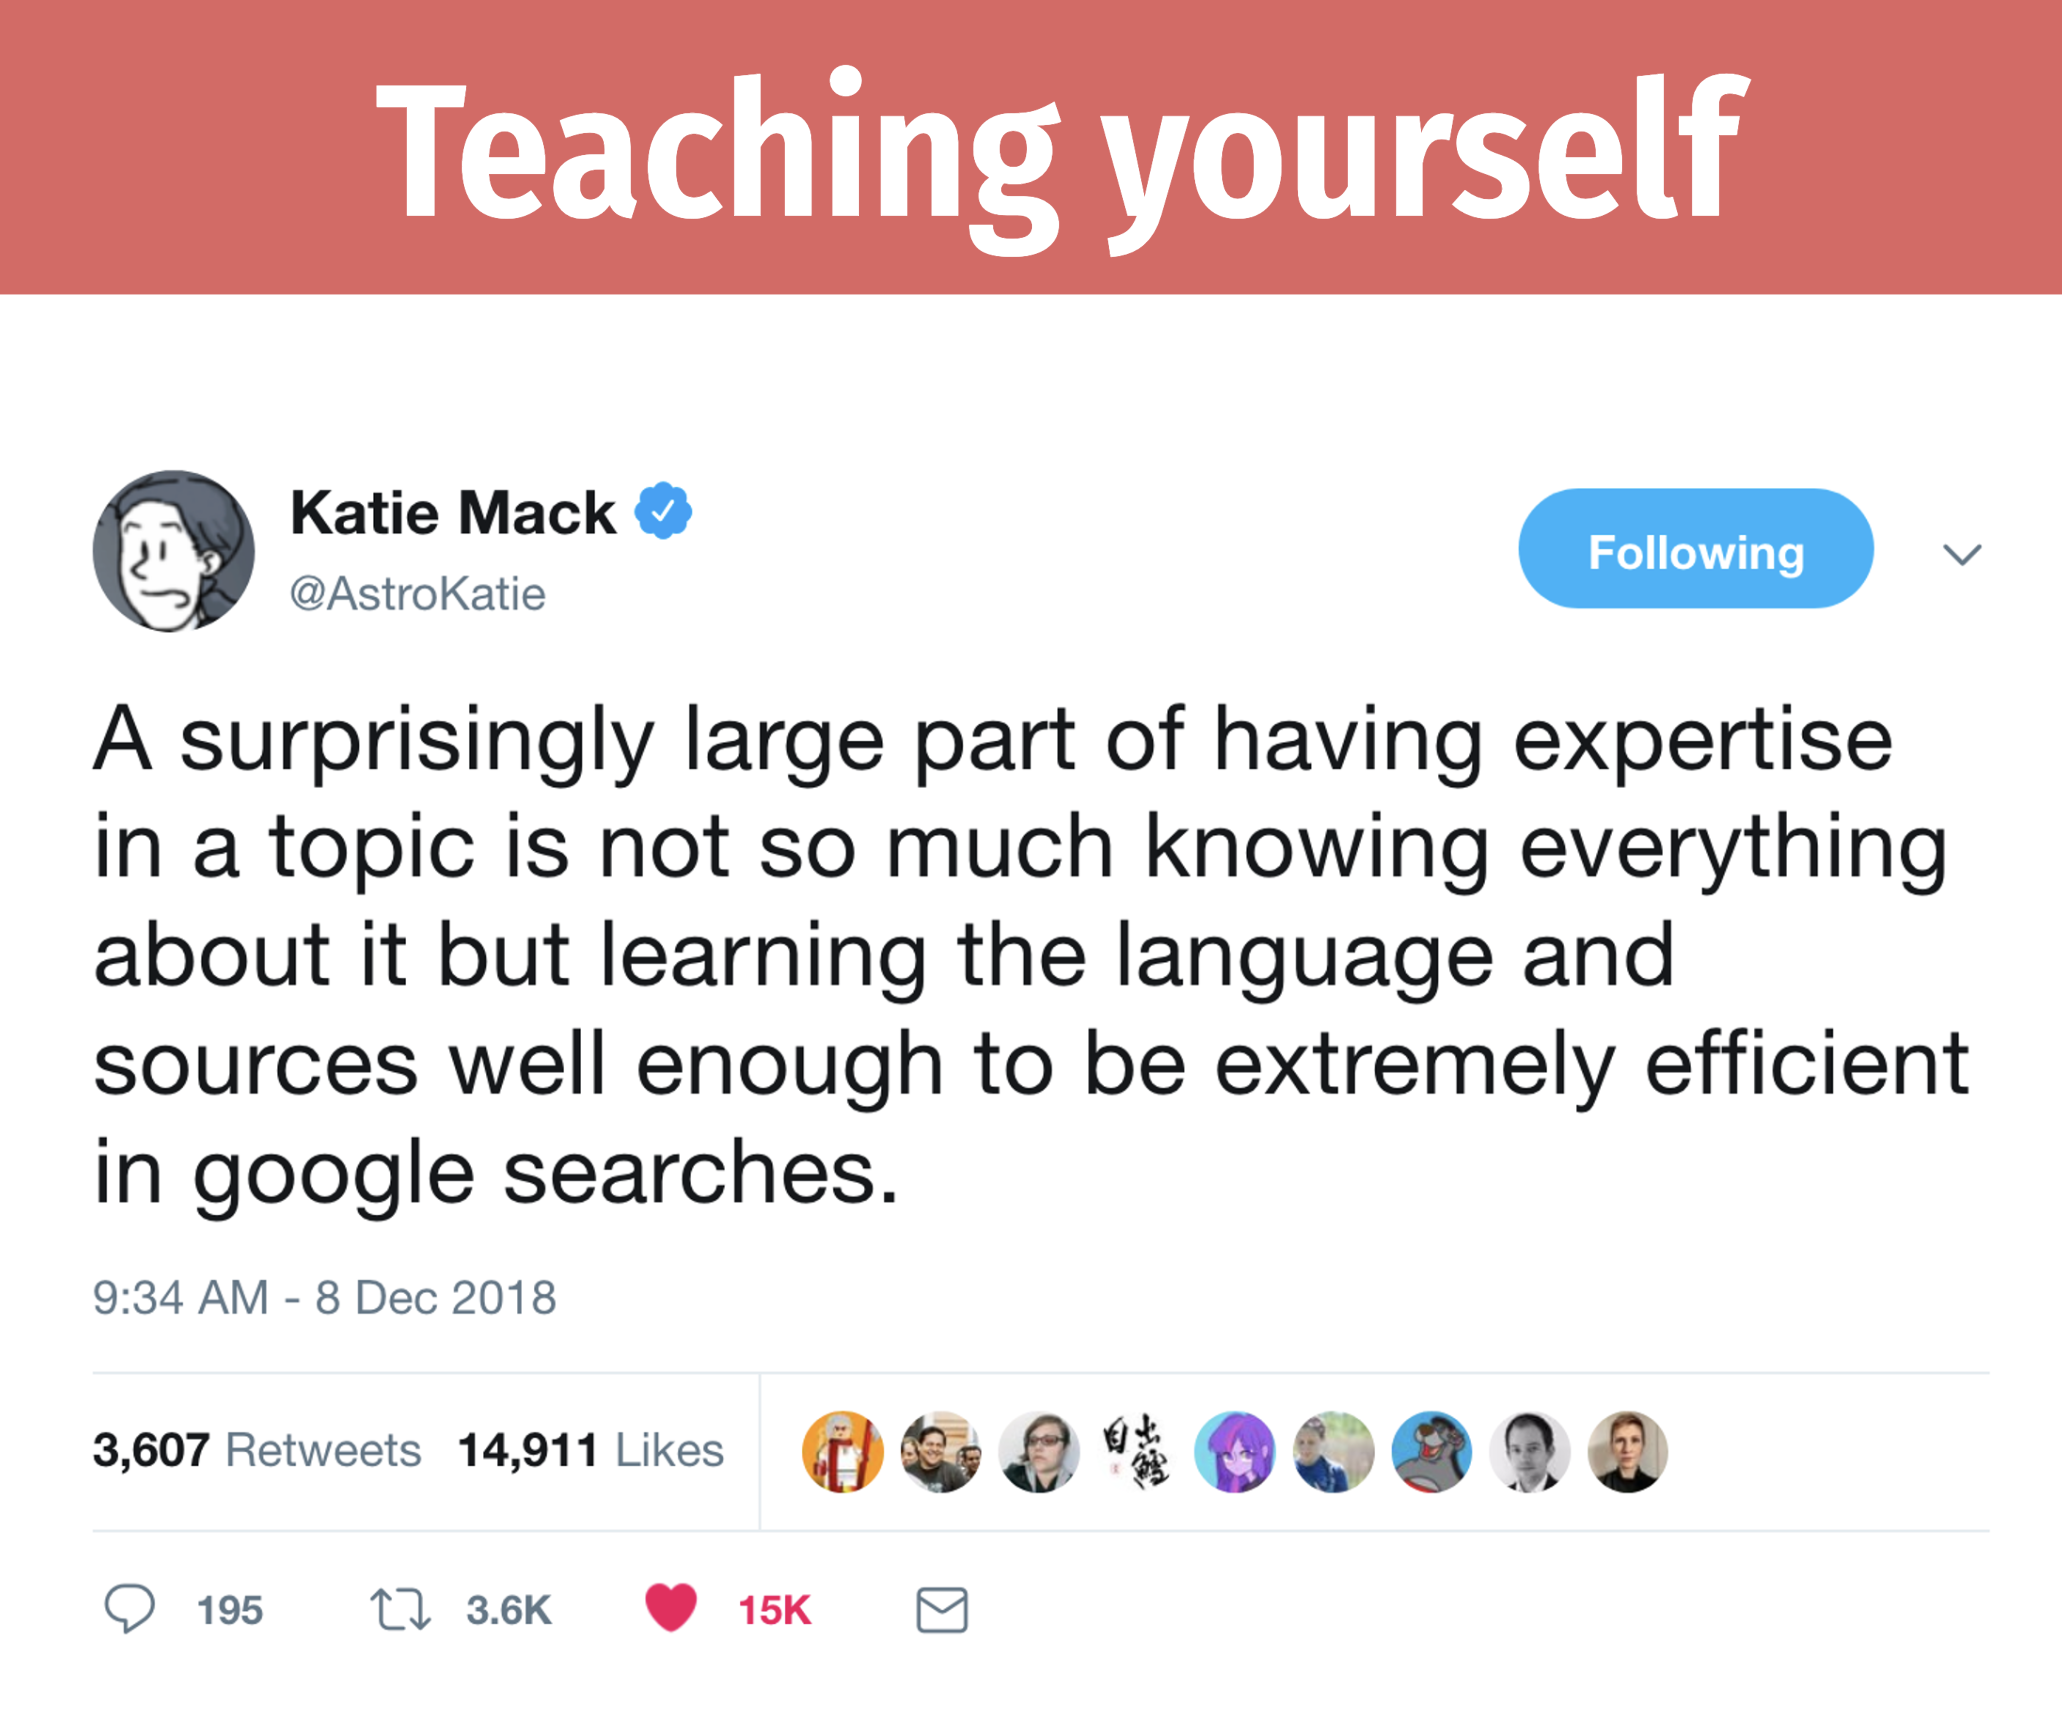 Teaching yourself
Katie Mack
@AstroKatie
Following
A surprisingly large part of having expertise
in a topic is not so much knowing everything
about it but learning the language and
sources well enough to be extremely efficient
in google searches.
9:34 AM - 8 Dec 2018
3,607 Retweets 14,911 Likes
195 3.6K 15K